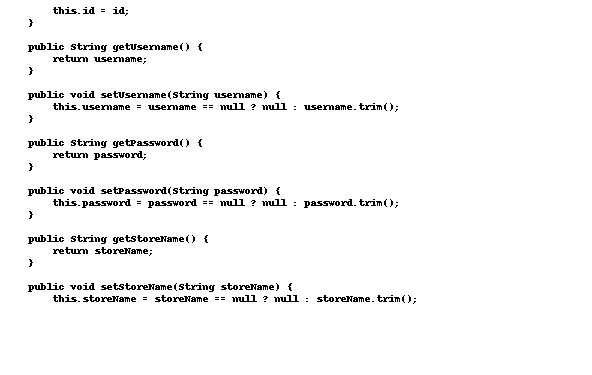 this.id = id;
}
public String getUsername() {
return username;
}
public void setUsername(String username) {
this.username = username == null ? null : username.trim();
}
public String getPassword() {
return password;
}
public void setPassword(String password) {
this.password = password == null ? null : password.trim();
}
public String getStoreName() {
return storeName;
}
public void setStoreName(String storeName) {
this.storeName = storeName == null ? null : storeName.trim();